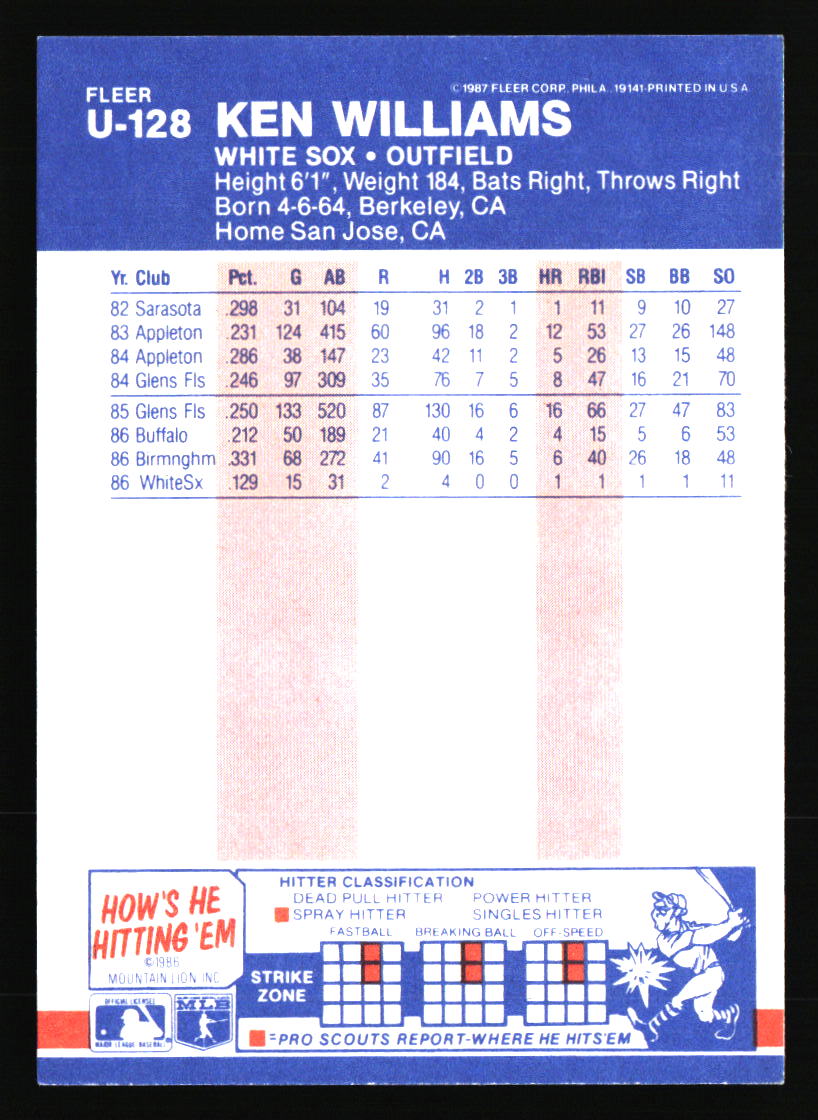 FLEER
©1987 FLEER CORP. PHILA. 19141-PRINTED IN U S A
U-128 KEN WILLIAMS
WHITE SOX • OUTFIELD
Height 6'1", Weight 184, Bats Right, Throws Right
Born 4-6-64, Berkeley, CA
Home San Jose, CA
Yr. Club Pct. G AB R H 2B 3B HR RBI SB BB SO
82 Sarasota .298 31 104 19 31 2 1 1 11 9 10 27
83 Appleton .231 124 415 60 96 18 2 12 53 27 26 148
84 Appleton .286 38 147 23 42 11 2 5 26 13 15 48
84 Glens Fls .246 97 309 35 76 7 5 8 47 16 21 70
85 Glens Fls .250 133 520 87 130 16 6 16 66 27 47 83
86 Buffalo .212 50 189 21 40 4 2 4 15 5 6 53
86 Birmnghm .331 68 272 41 90 16 5 6 40 26 18 48
86 WhiteSx .129 15 31 2 4 0 0 1 1 1 1 11
HOW'S HE
HITTING 'EM
©1986
MOUNTAIN LION INC
HITTER CLASSIFICATION
DEAD PULL HITTER POWER HITTER
SPRAY HITTER SINGLES HITTER
FASTBALL BREAKING BALL OFF-SPEED
STRIKE
ZONE
OFFICIAL LICENSEE
MAJOR LEAGUE BASEBALL
MLB
=PRO SCOUTS REPORT-WHERE HE HITS'EM